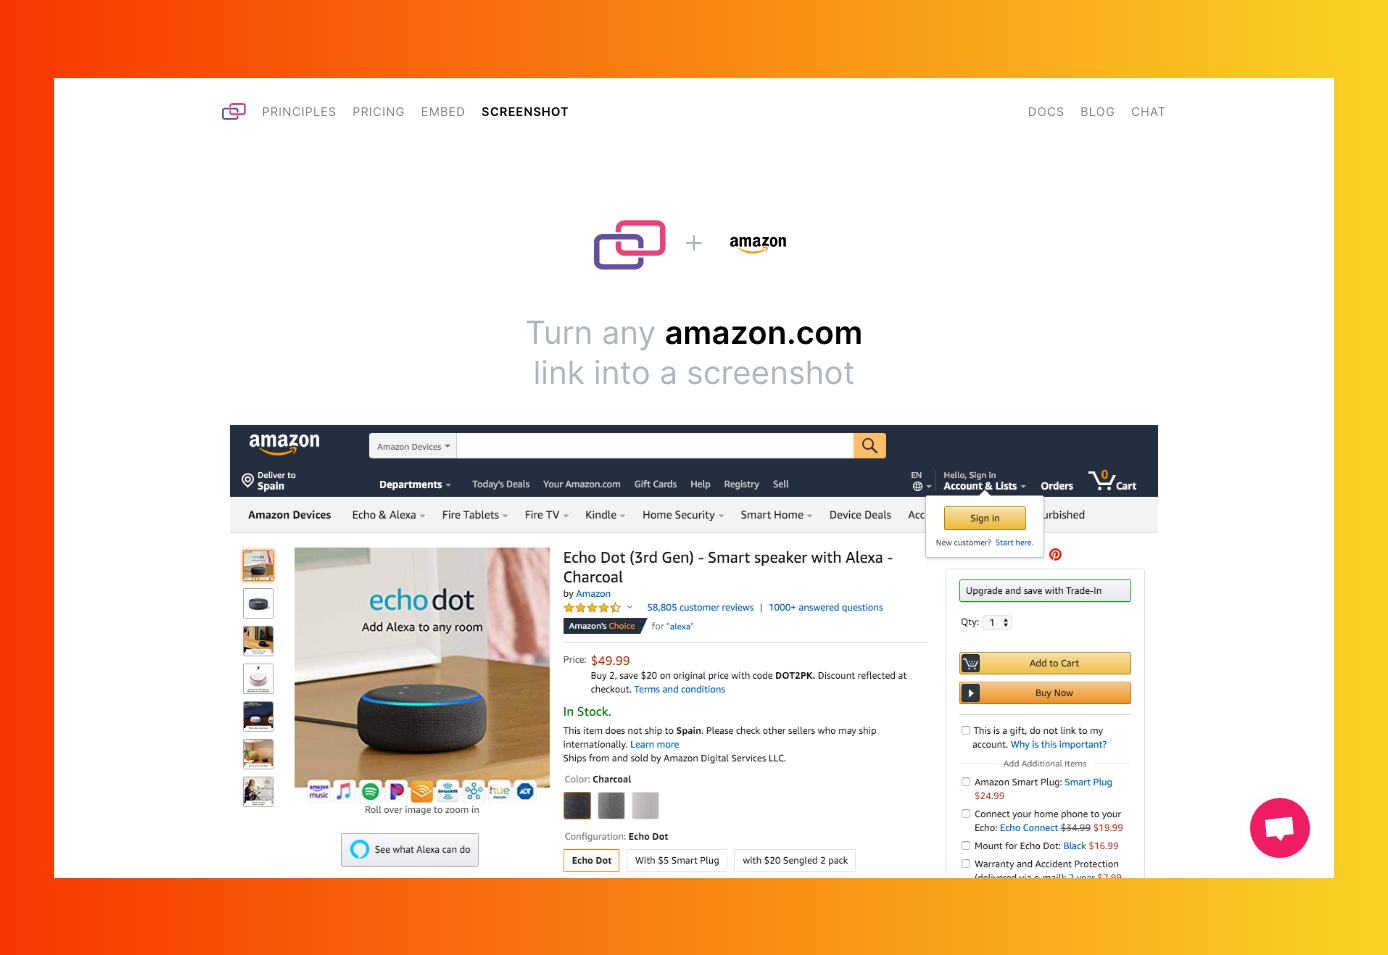 PRINCIPLES PRICING EMBED SCREENSHOT DOCS BLOG CHAT
+ amazon
Turn any amazon.com
link into a screenshot
amazon
Amazon Devices
Deliver to
Spain
Departments Today's Deals Your Amazon.com Gift Cards Help Registry Sell
EN
Hello, Sign in
Account & Lists Orders 0 Cart
Amazon Devices Echo & Alexa Fire Tablets Fire TV Kindle Home Security Smart Home Device Deals Acc urbished
Sign in
New customer? Start here.
echo dot
Add Alexa to any room
amazon music
siriusxm
hue
ADT
Roll over image to zoom in
See what Alexa can do
Echo Dot (3rd Gen) - Smart speaker with Alexa -
Charcoal
by Amazon
58,805 customer reviews | 1000+ answered questions
Amazon's Choice for "alexa"
Price: $49.99
Buy 2, save $20 on original price with code DOT2PK. Discount reflected at
checkout. Terms and conditions
In Stock.
This item does not ship to Spain. Please check other sellers who may ship
internationally. Learn more
Ships from and sold by Amazon Digital Services LLC.
Color: Charcoal
Configuration: Echo Dot
Echo Dot With $5 Smart Plug with $20 Sengled 2 pack
Upgrade and save with Trade-In
Qty: 1
Add to Cart
Buy Now
This is a gift, do not link to my
account. Why is this important?
Add Additional Items
Amazon Smart Plug: Smart Plug
$24.99
Connect your home phone to your
Echo: Echo Connect $34.99 $19.99
Mount for Echo Dot: Black $16.99
Warranty and Accident Protection
(delivered via e-mail): 2 year $7.99